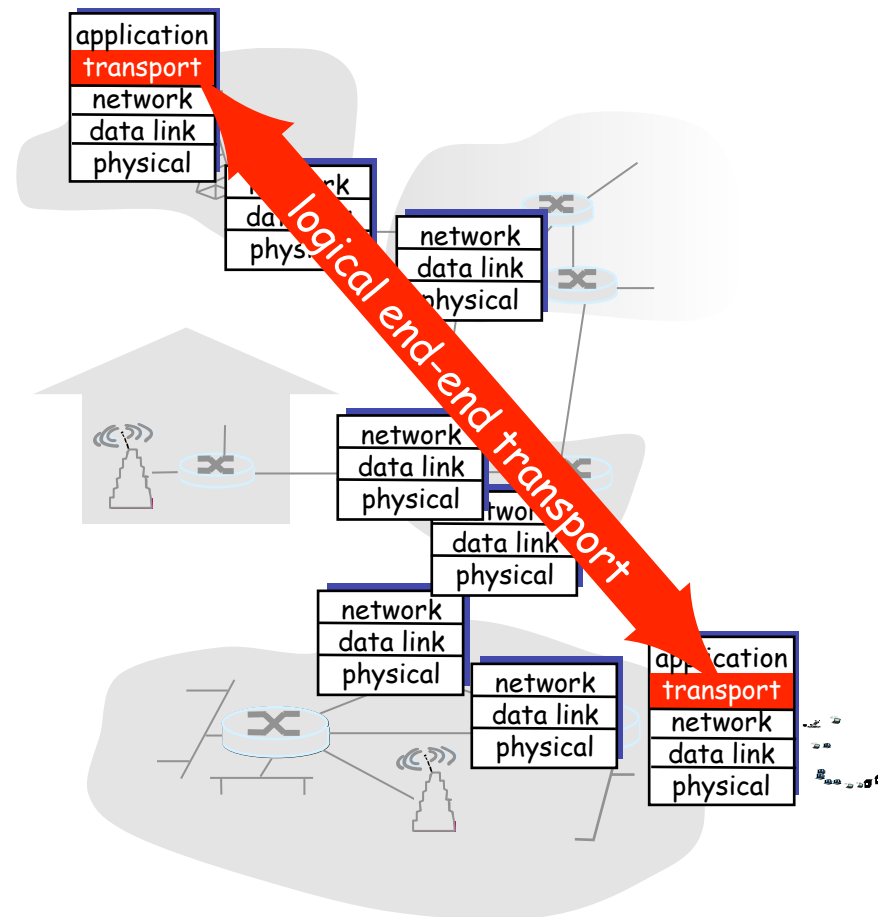 application
transport
network
data link
physical
network
data link
physical
logical end-end transport
network
data link
physical
network
data link
physical
network
data link
physical
network
data link
physical
application
transport
network
data link
physical